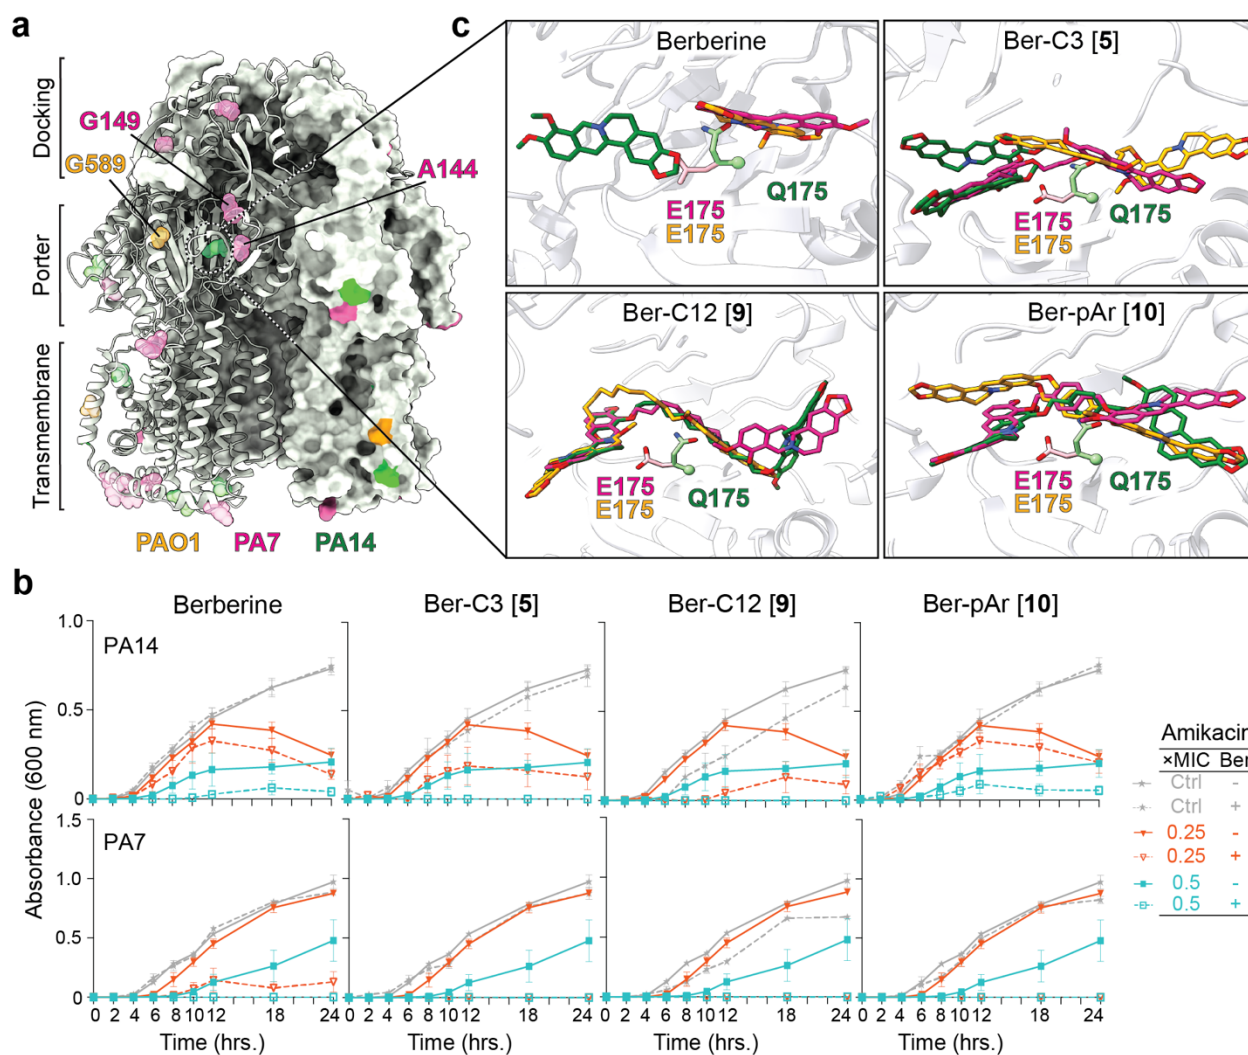 a
Docking
Porter
Transmembrane
G149
G589
A144
PAO1 PA7 PA14
c
Berberine
E175
E175
Q175
Ber-C3 [5]
E175
E175
Q175
Ber-C12 [9]
E175
E175
Q175
Ber-pAr [10]
E175
E175
Q175
b
Berberine Ber-C3 [5] Ber-C12 [9] Ber-pAr [10]
Absorbance (600 nm)
PA14
1.0
0.5
0
PA7
1.5
1.0
0.5
0
0 2 4 6 8 10 12 18 24
0 2 4 6 8 10 12 18 24
0 2 4 6 8 10 12 18 24
0 2 4 6 8 10 12 18 24
Time (hrs.) Time (hrs.) Time (hrs.) Time (hrs.)
Amikacin
×MIC Ber
Ctrl -
Ctrl +
0.25 -
0.25 +
0.5 -
0.5 +